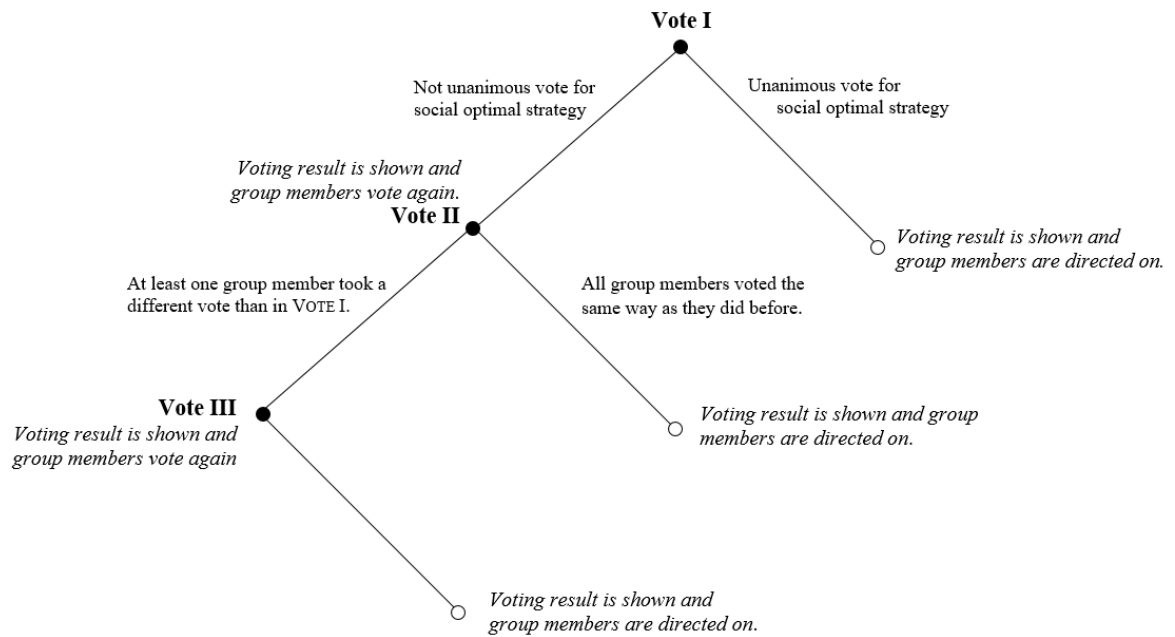 Vote I
Not unanimous vote for
social optimal strategy
Unanimous vote for
social optimal strategy
Voting result is shown and
group members vote again.
Vote II
Voting result is shown and
group members are directed on.
At least one group member took a
different vote than in VOTE I.
All group members voted the
same way as they did before.
Vote III
Voting result is shown and
group members vote again
Voting result is shown and group
members are directed on.
Voting result is shown and
group members are directed on.